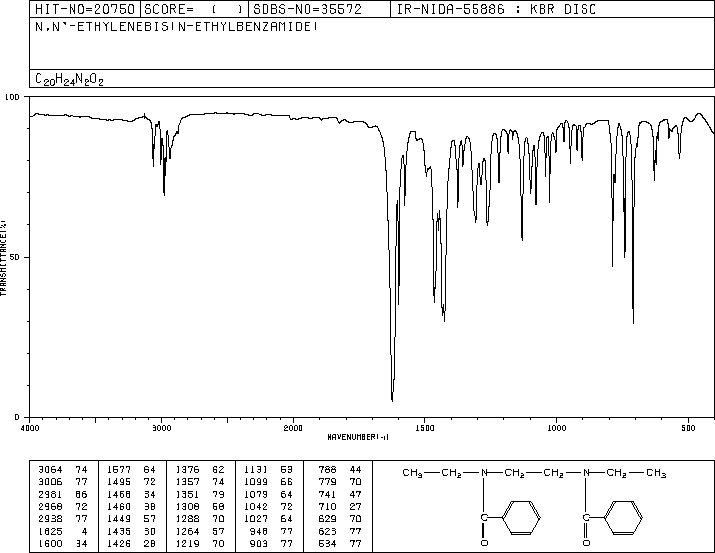 HIT-NO=20750 SCORE= ( ) SDBS-NO=35572 IR-NIDA-55886 : KBR DISC
N,N'-ETHYLENEBIS(N-ETHYLBENZAMIDE)
C20H24N2O2
100
50
0
TRANSMITTANCE(%)
4000 3000 2000 1500 1000 500
WAVENUMBER(-1)
3064 74 1577 64 1376 62 1131 53 788 44
3006 77 1495 72 1357 74 1099 66 779 70
2981 66 1468 34 1351 79 1079 64 741 47
2968 72 1460 38 1308 58 1042 72 710 27
2938 77 1449 57 1288 70 1027 64 629 70
1625 4 1435 30 1264 57 948 77 623 77
1600 34 1426 28 1219 70 903 77 534 77
CH3 CH2 N CH2 CH2 N CH2 CH3
C C
O O